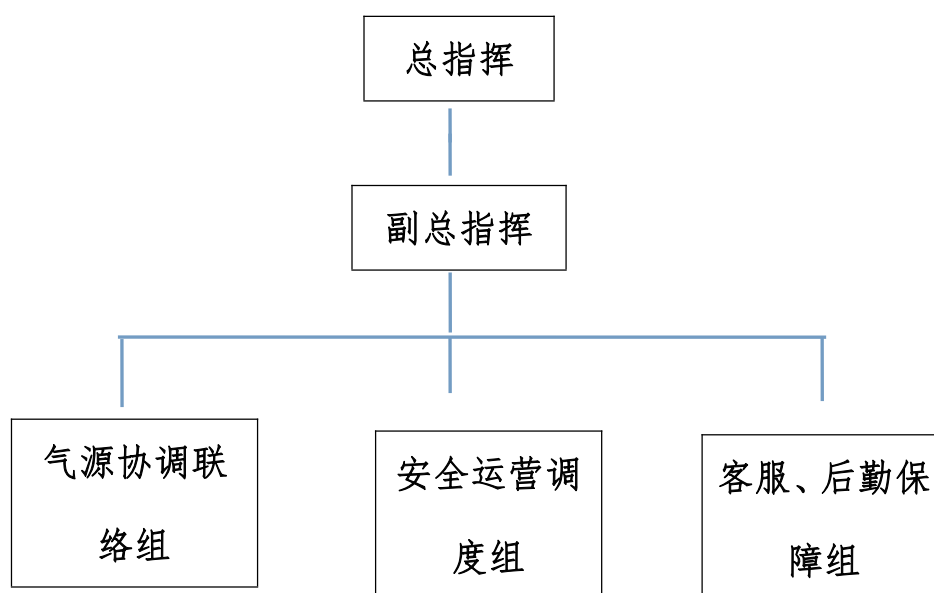 总指挥
副总指挥
气源协调联
络组
安全运营调
度组
客服、后勤保
障组